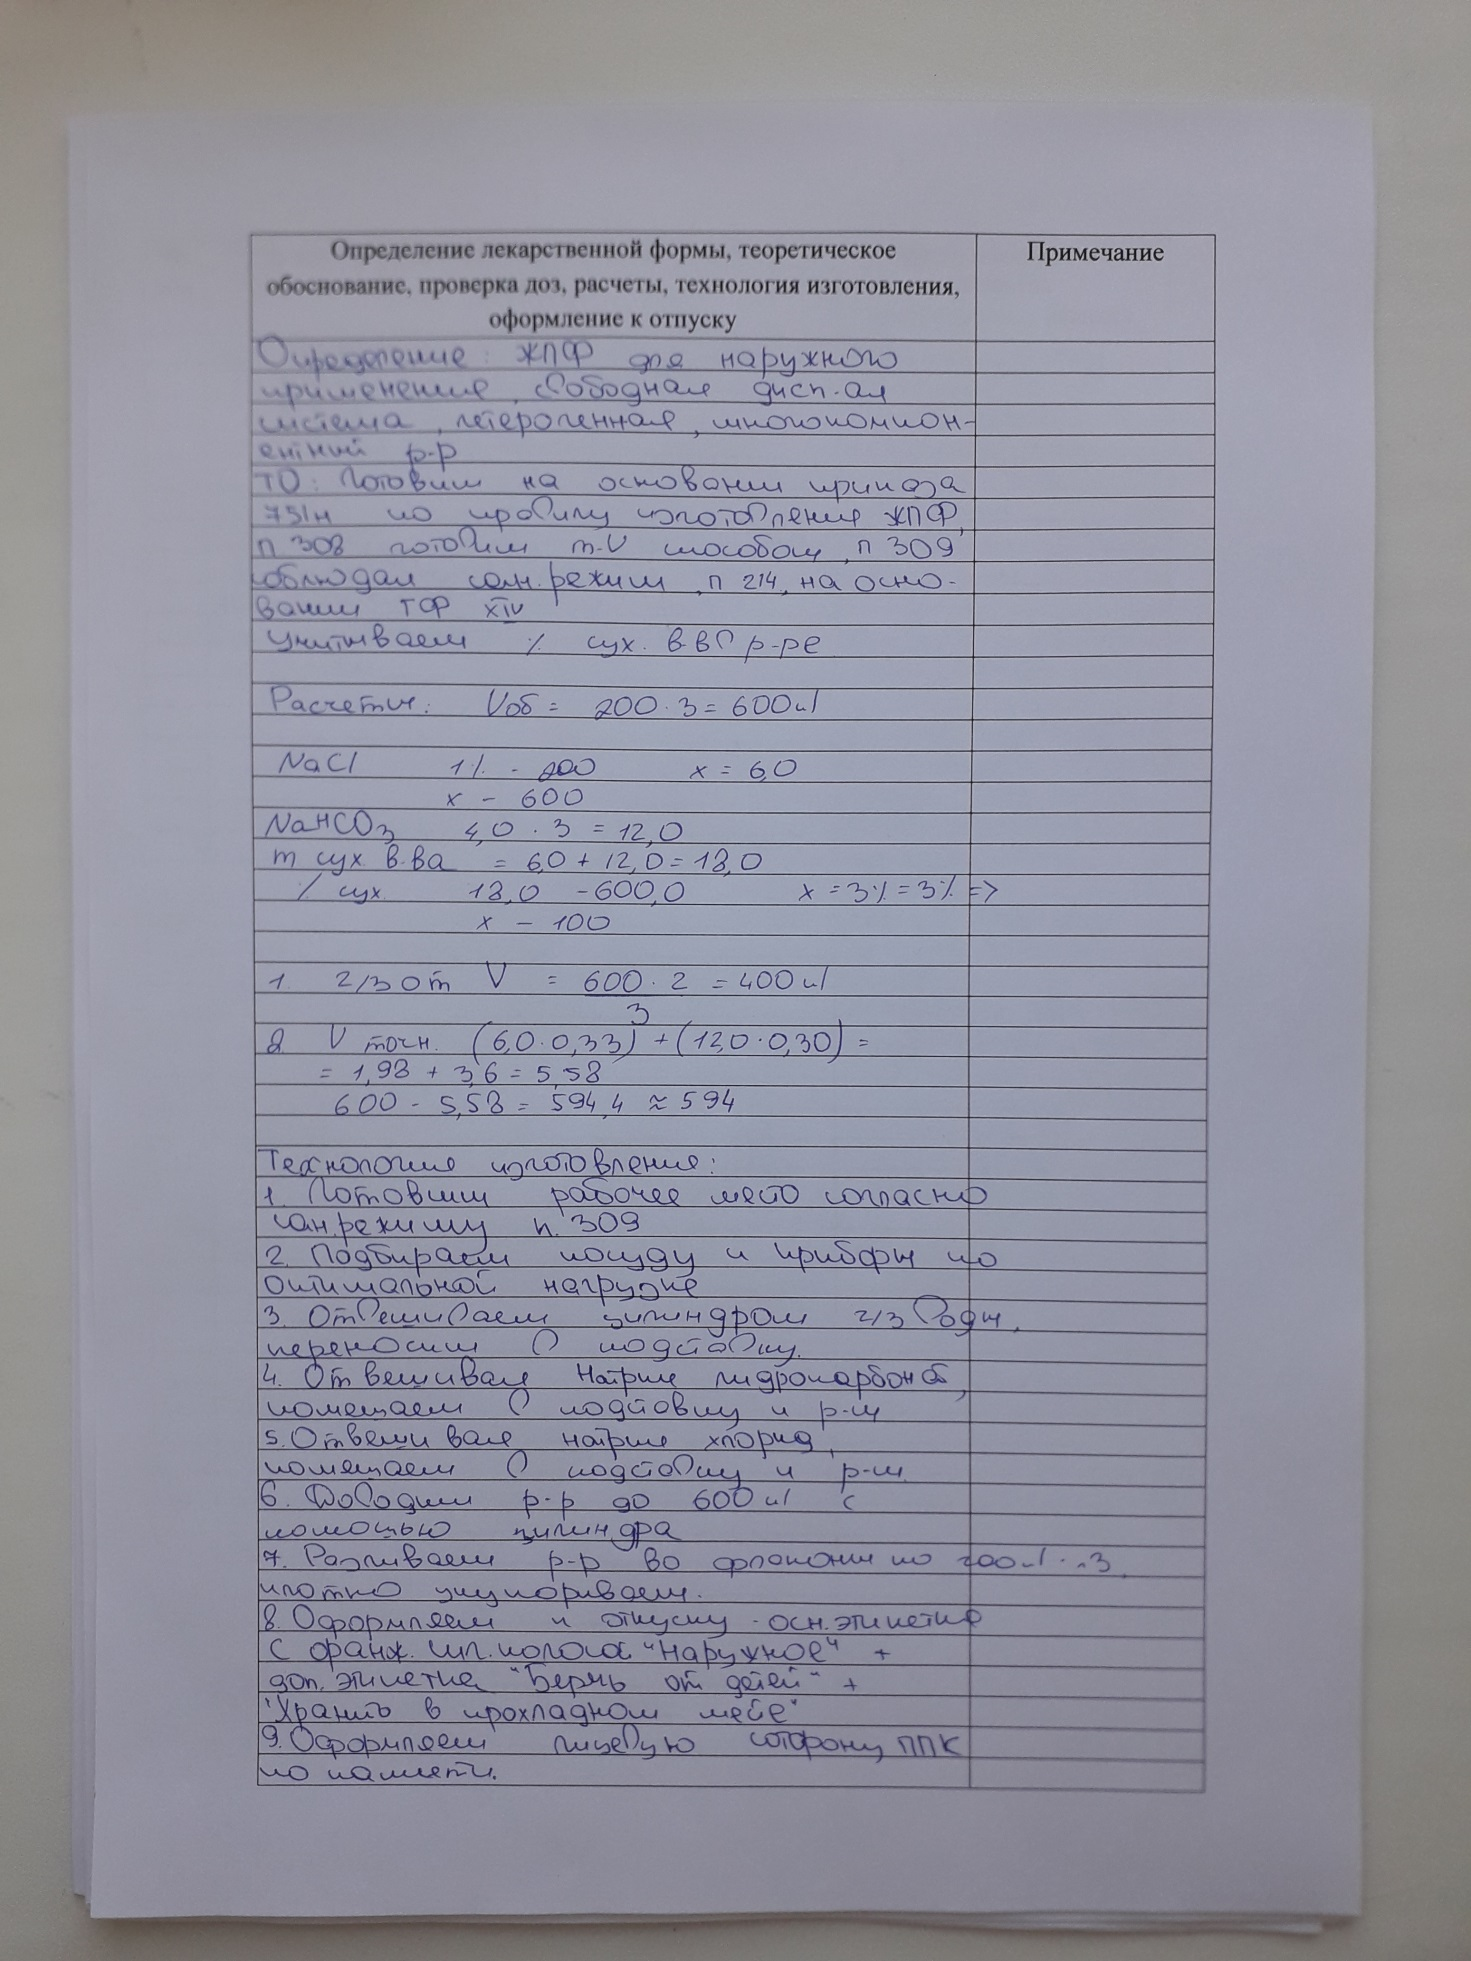 Определение лекарственной формы, теоретическое
Примечание
обоснование, проверка доз, расчеты, технология изготовления,
оформление к отпуску
Определение: ЖЛФ для наружного
применения, свободная дисп-ая
система, гетерогенная, многокомпон-
ентный р-р
ТО: Готовим на основании приказа
751н по правилу изготовления ЖЛФ,
п 308 готовим m-V способом, п 309
соблюдая сан.режим, п 214, на осно-
вании ГФ XIV
Учитываем % сух. в-в в р-ре
Расчеты: Vоб = 200 · 3 = 600 мл
NaCl 1% - 200 x = 6,0
x - 600
NaHCO3 4,0 · 3 = 12,0
m сух. в-ва = 6,0 + 12,0 = 18,0
% сух. 18,0 - 600,0 x = 3% = 3% =>
x - 100
1. 2/3 от V = 600 · 2 = 400 мл
3
2. V точн. (6,0 · 0,33) + (12,0 · 0,30) =
= 1,98 + 3,6 = 5,58
600 - 5,58 = 594,4 ≈ 594
Технология изготовления:
1. Готовим рабочее место согласно
сан.режиму п. 309
2. Подбираем посуду и приборы по
оптимальной нагрузке
3. Отвешиваем цилиндром 2/3 воды,
переносим в подставку.
4. Отвешиваем Натрия гидрокарбонат,
помещаем в подставку и р-м
5. Отвешиваем натрия хлорид,
помещаем в подставку и р-м
6. Доводим р-р до 600 мл с
помощью цилиндра
7. Разливаем р-р во флаконы по 200 мл · 3,
плотно укупориваем.
8. Оформляем к отпуску - осн. этикетка
с оранж. полоса "Наружное" +
доп. этикетка "Беречь от детей" +
"Хранить в прохладном месте"
9. Оформляем лицевую сторону ППК
по памяти.